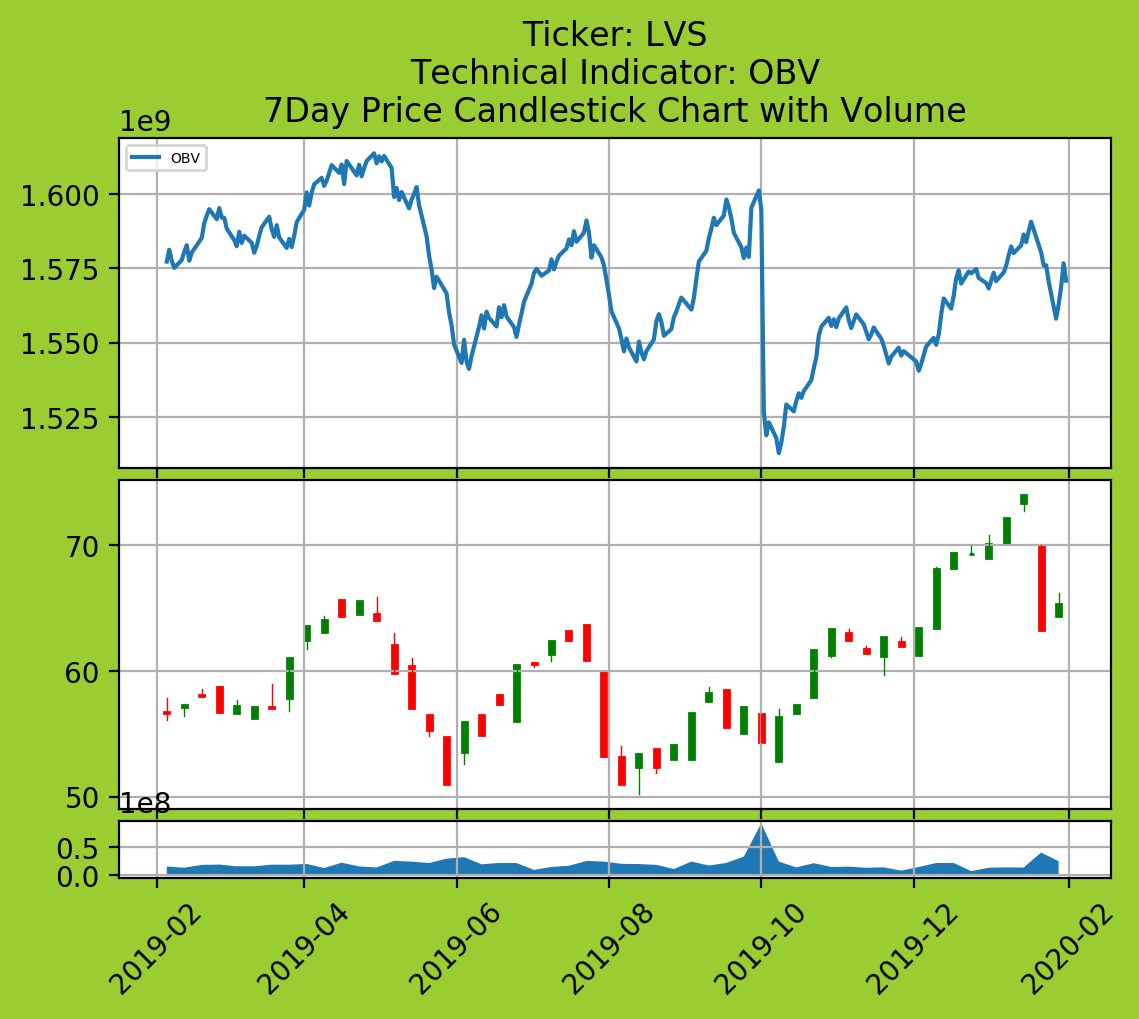 Ticker: LVS
Technical Indicator: OBV
7Day Price Candlestick Chart with Volume
1e9
OBV
1.600
1.575
1.550
1.525
70
60
50
1e8
0.5
0.0
2019-02
2019-04
2019-06
2019-08
2019-10
2019-12
2020-02